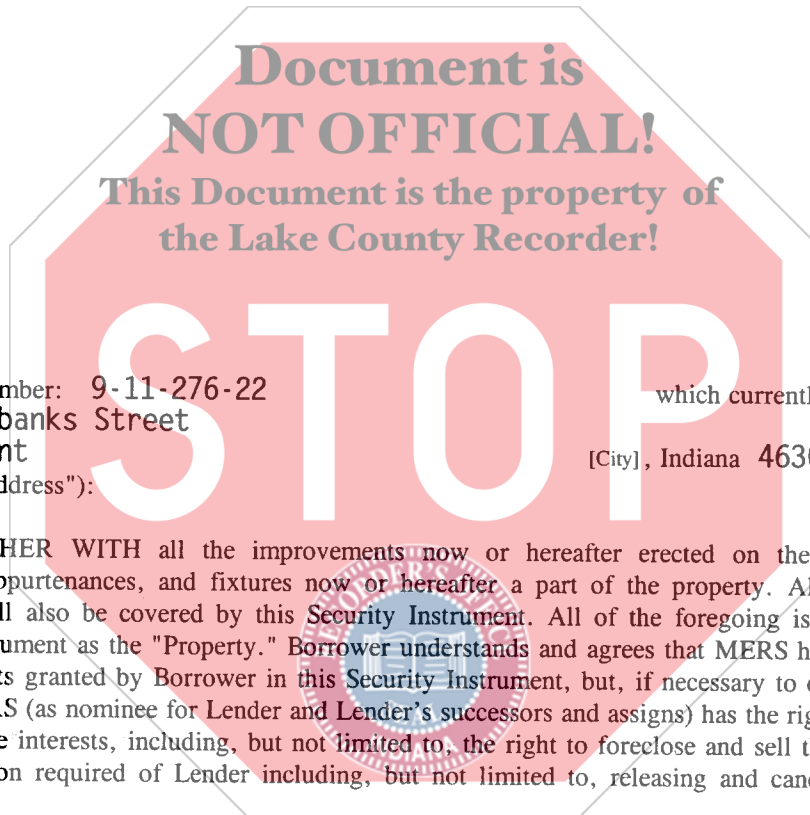 Document is
NOT OFFICIAL!
This Document is the property of
the Lake County Recorder!
STOP
mber: 9-11-276-22 which currentl
banks Street
nt [City], Indiana 4630
ddress"):
HER WITH all the improvements now or hereafter erected on the
ppurtenances, and fixtures now or hereafter a part of the property. Al
ll also be covered by this Security Instrument. All of the foregoing is
ument as the "Property." Borrower understands and agrees that MERS h
ts granted by Borrower in this Security Instrument, but, if necessary to c
RS (as nominee for Lender and Lender's successors and assigns) has the rig
e interests, including, but not limited to, the right to foreclose and sell t
on required of Lender including, but not limited to, releasing and canc